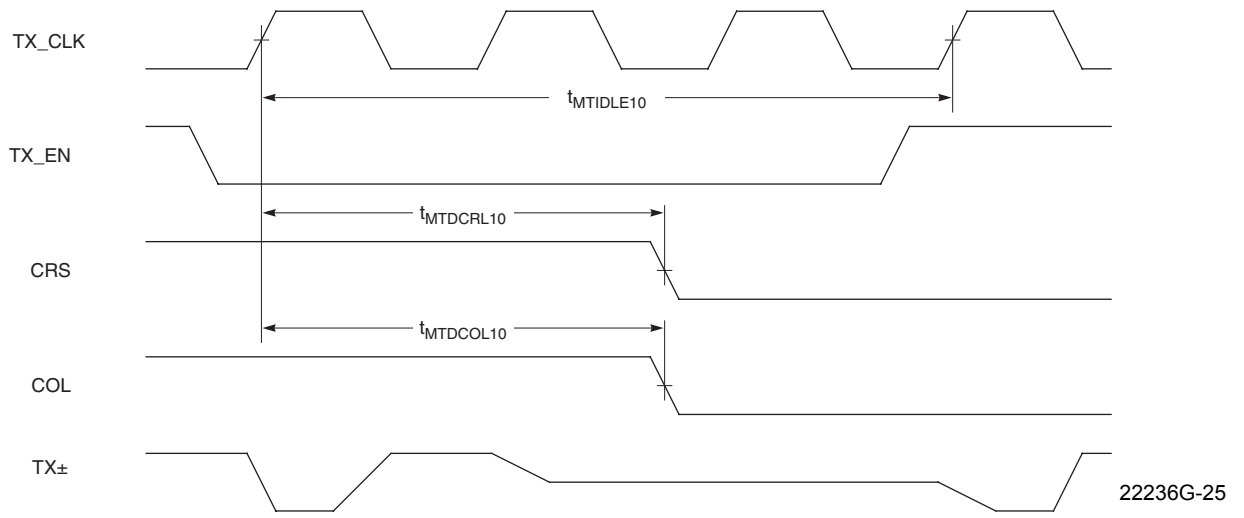 TX_CLK
tMTIDLE10
TX_EN
tMTDCRL10
CRS
tMTDCOL10
COL
TX±
22236G-25